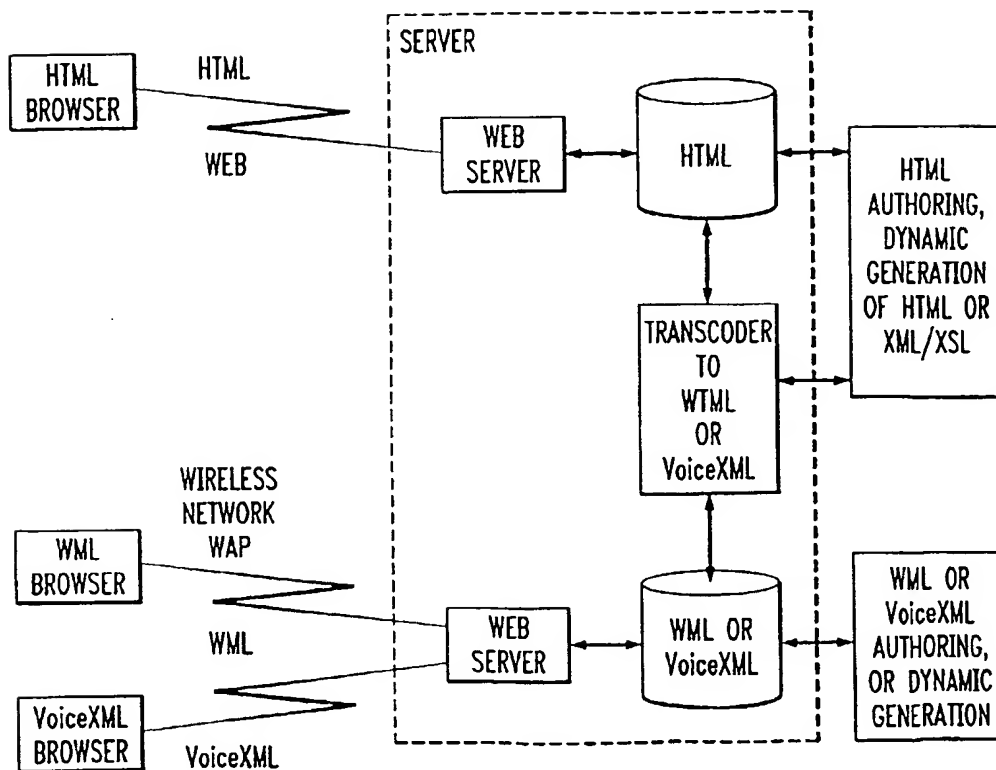 SERVER
HTML
BROWSER
HTML
WEB
WEB
SERVER
HTML
HTML
AUTHORING,
DYNAMIC
GENERATION
OF HTML OR
XML/XSL
TRANSCODER
TO
WTML
OR
VoiceXML
WIRELESS
NETWORK
WAP
WML
BROWSER
WML
WEB
SERVER
WML OR
VoiceXML
WML OR
VoiceXML
AUTHORING,
OR DYNAMIC
GENERATION
VoiceXML
BROWSER
VoiceXML